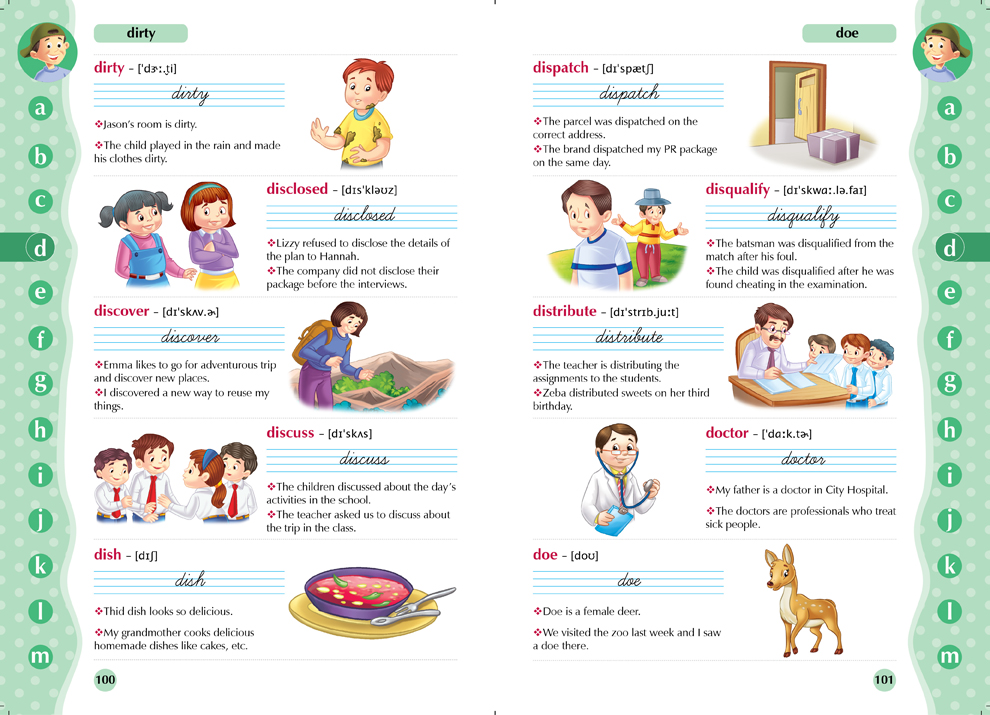 dirty
a
b
c
d
e
f
g
h
i
j
k
l
m
dirty – [ˈdɝː.t̬i]
dirty
❖Jason's room is dirty.
❖The child played in the rain and made
his clothes dirty.
disclosed – [dɪsˈkləʊz]
disclosed
❖Lizzy refused to disclose the details of
the plan to Hannah.
❖The company did not disclose their
package before the interviews.
discover – [dɪˈskʌv.ɚ]
discover
❖Emma likes to go for adventurous trip
and discover new places.
❖I discovered a new way to reuse my
things.
discuss – [dɪˈskʌs]
discuss
❖The children discussed about the day's
activities in the school.
❖The teacher asked us to discuss about
the trip in the class.
dish – [dɪʃ]
dish
❖Thid dish looks so delicious.
❖My grandmother cooks delicious
homemade dishes like cakes, etc.
100
doe
dispatch – [dɪˈspætʃ]
dispatch
❖The parcel was dispatched on the
correct address.
❖The brand dispatched my PR package
on the same day.
disqualify – [dɪˈskwɑː.lə.faɪ]
disqualify
❖The batsman was disqualified from the
match after his foul.
❖The child was disqualified after he was
found cheating in the examination.
distribute – [dɪˈstrɪb.juːt]
distribute
❖The teacher is distributing the
assignments to the students.
❖Zeba distributed sweets on her third
birthday.
doctor – [ˈdɑːk.tɚ]
doctor
❖My father is a doctor in City Hospital.
❖The doctors are professionals who treat
sick people.
doe – [doʊ]
doe
❖Doe is a female deer.
❖We visited the zoo last week and I saw
a doe there.
101
a
b
c
d
e
f
g
h
i
j
k
l
m